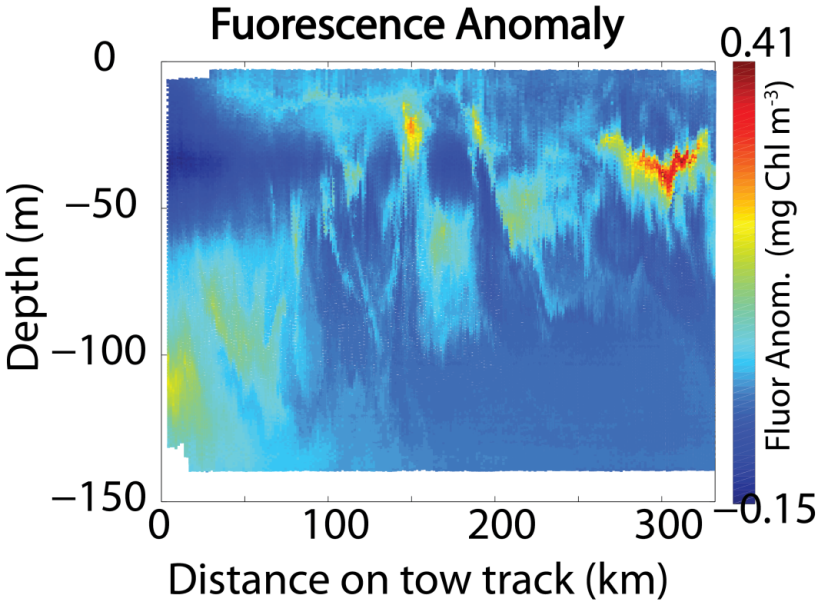 Fuorescence Anomaly
0.41
0
−50
−100
−150
Depth (m)
0 100 200 300
Distance on tow track (km)
Fluor Anom. (mg Chl m-3)
−0.15